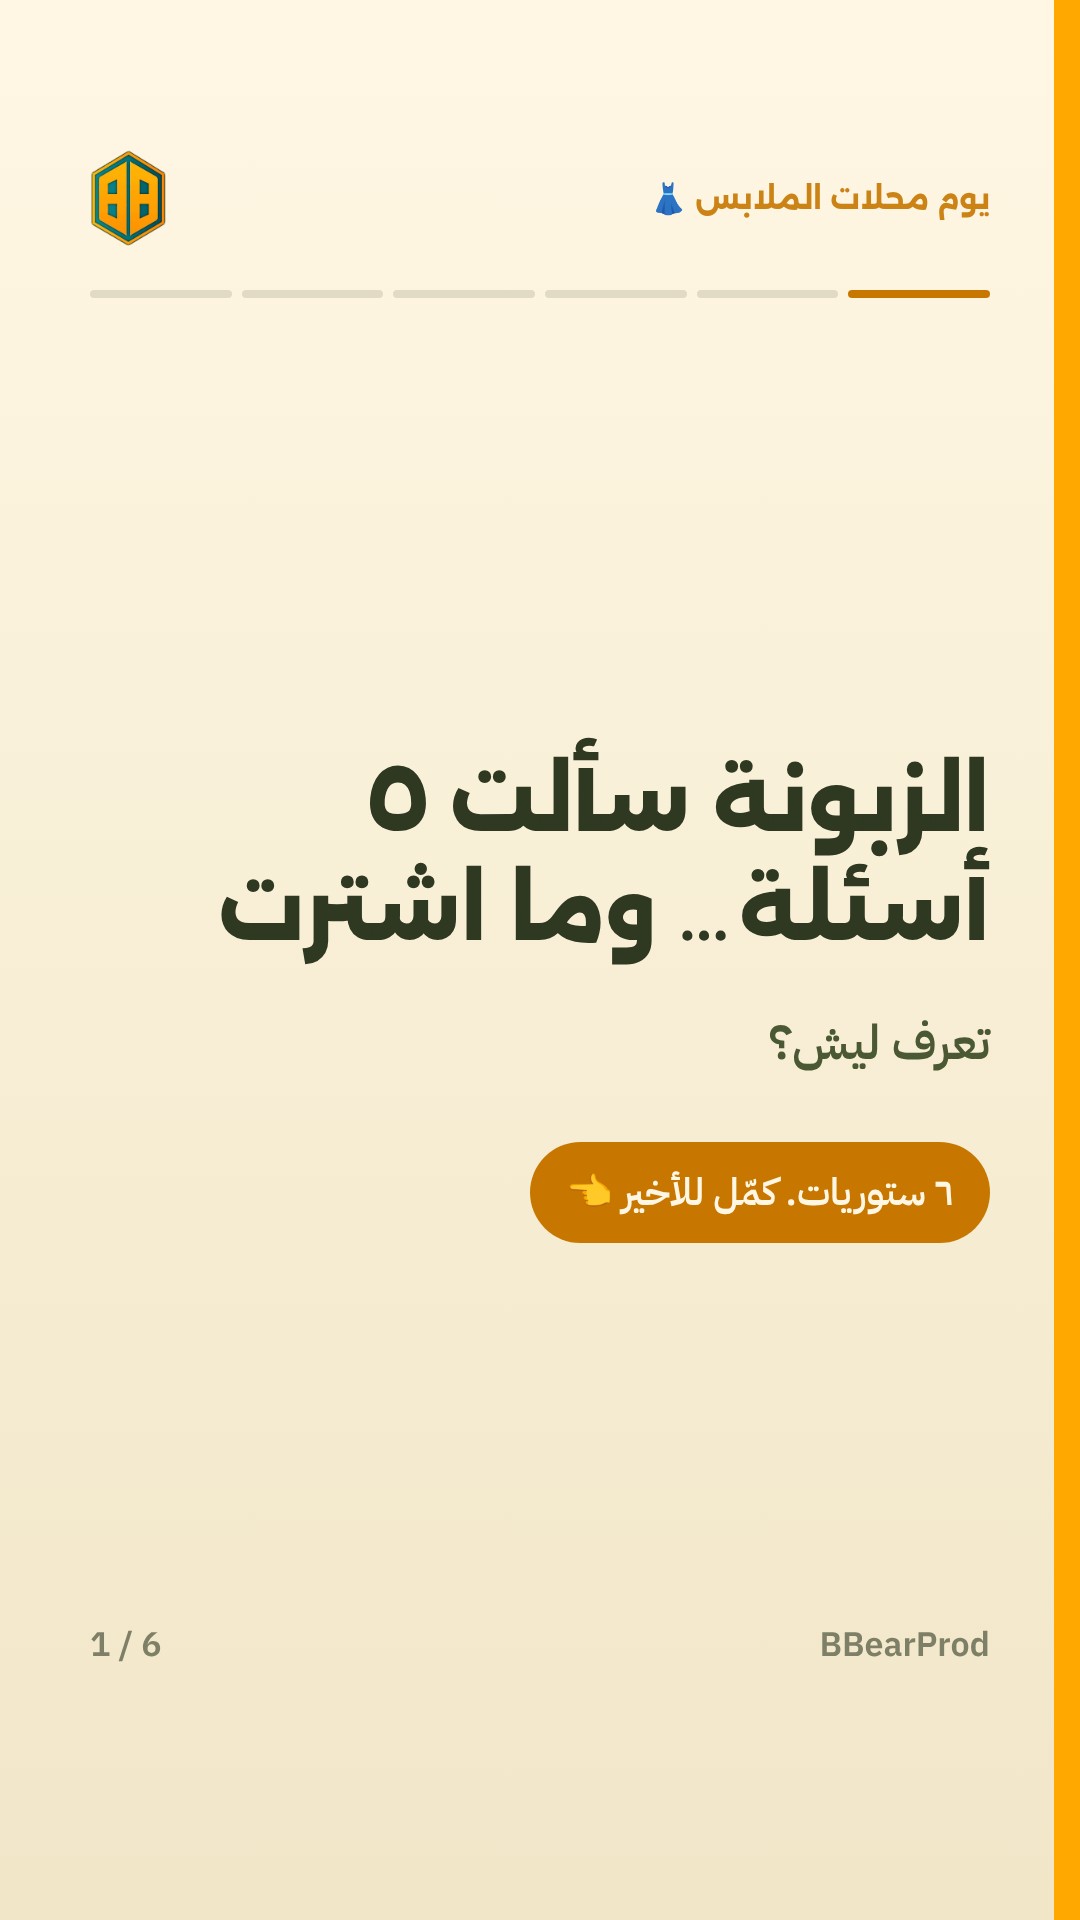 يوم محلات الملابس 👗
الزبونة سألت ٥
أسئلة... وما اشترت
تعرف ليش؟
٦ ستوريات. كمّل للأخير 👈
BBearProd
1 / 6